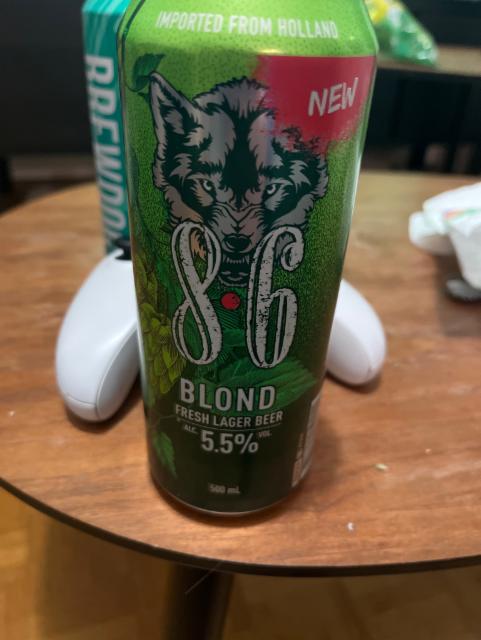 IMPORTED FROM HOLLAND
NEW
8.6
BLOND
FRESH LAGER BEER
ALC. 5.5% VOL.
500 mL
BREWDO